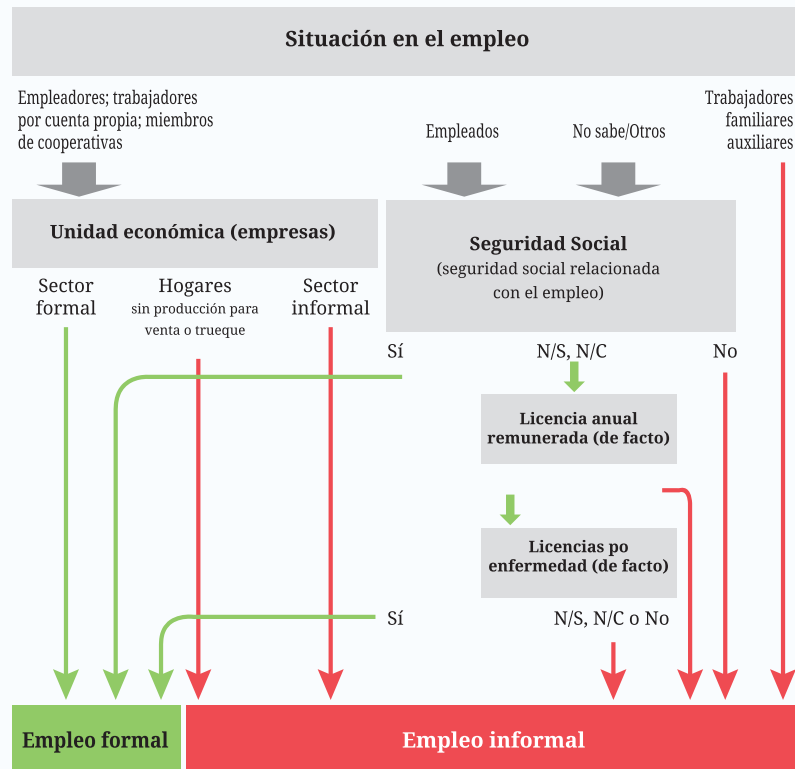 Situación en el empleo
Empleadores; trabajadores
por cuenta propia; miembros
de cooperativas
Empleados
No sabe/Otros
Trabajadores
familiares
auxiliares
Unidad económica (empresas)
Seguridad Social
(seguridad social relacionada
con el empleo)
Sector
formal
Hogares
sin producción para
venta o trueque
Sector
informal
Sí
N/S, N/C
No
Licencia anual
remunerada (de facto)
Licencias po
enfermedad (de facto)
Sí
N/S, N/C o No
Empleo formal
Empleo informal